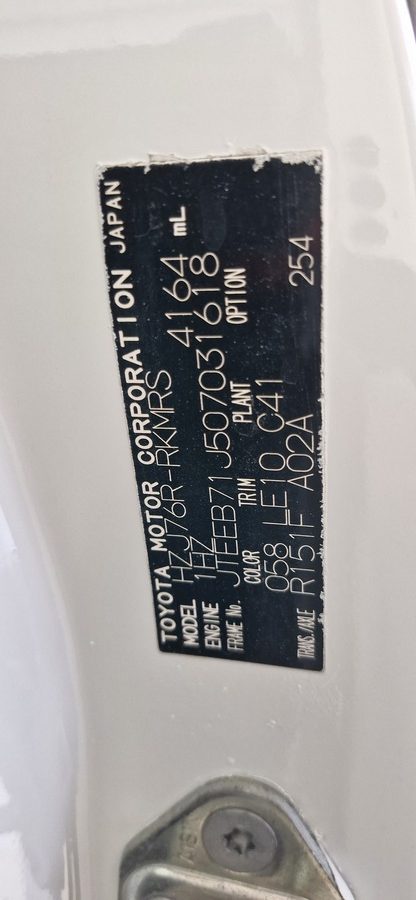 TOYOTA MOTOR CORPORATION JAPAN
MODEL HZJ76R-RKMRS
ENGINE 1HZ 4164 mL
FRAME No. JTEEB71J507031618
COLOR TRIM PLANT OPTION
058 LE10 C41 254
TRANS./AXLE R151F A02A